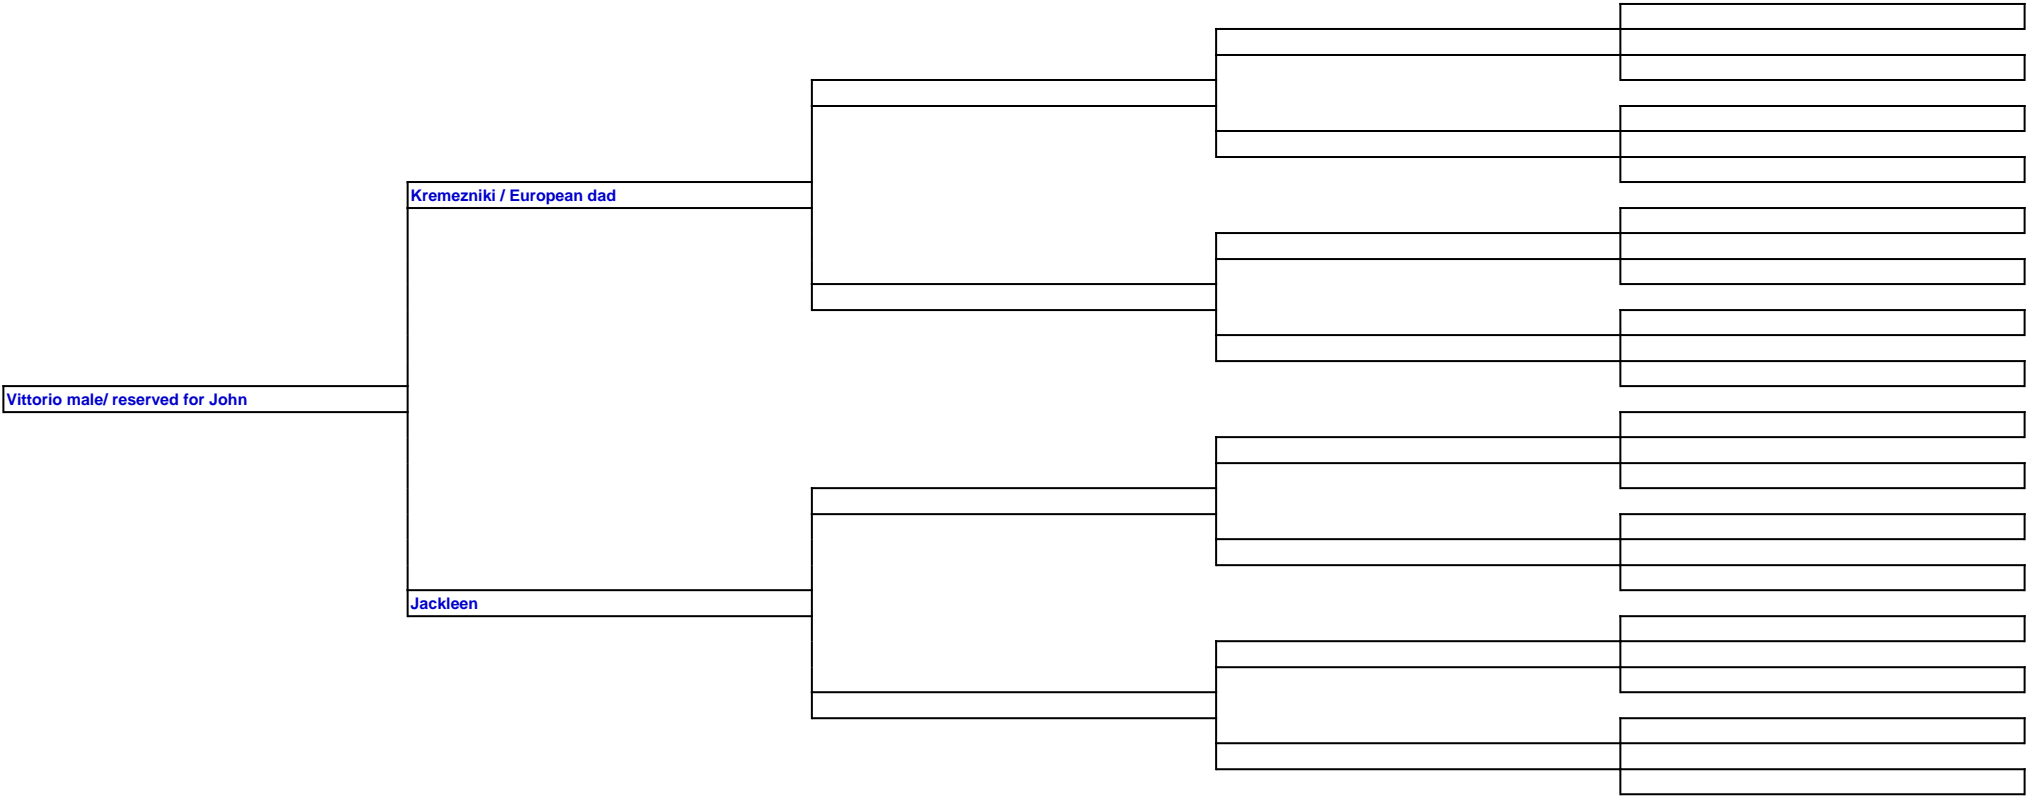 Kremezniki / European dad
Vittorio male/ reserved for John
Jackleen